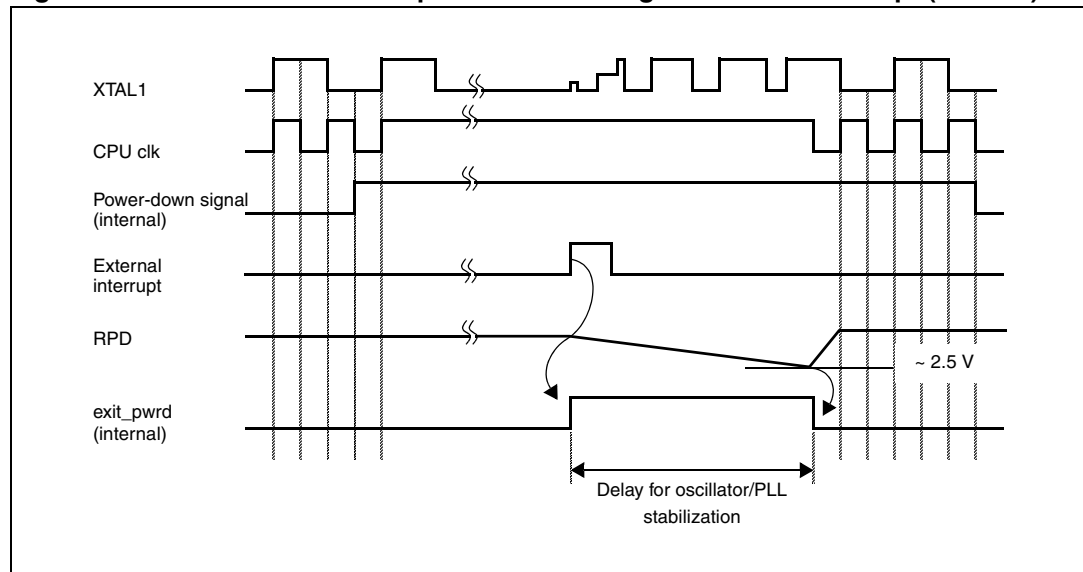 XTAL1
CPU clk
Power-down signal
(internal)
External
interrupt
RPD
~ 2.5 V
exit_pwrd
(internal)
Delay for oscillator/PLL
stabilization